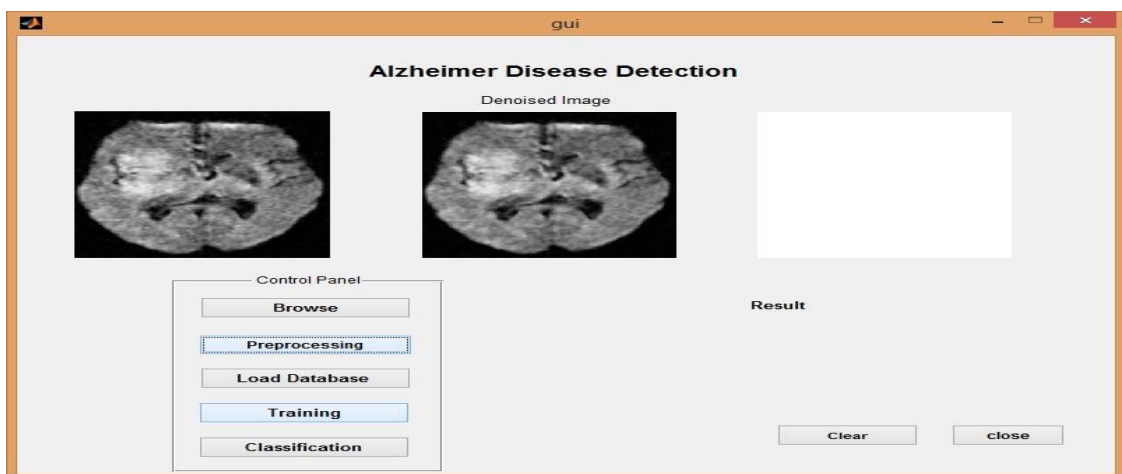 gui
Alzheimer Disease Detection
Denoised Image
Control Panel
Browse
Preprocessing
Load Database
Training
Classification
Result
Clear
close